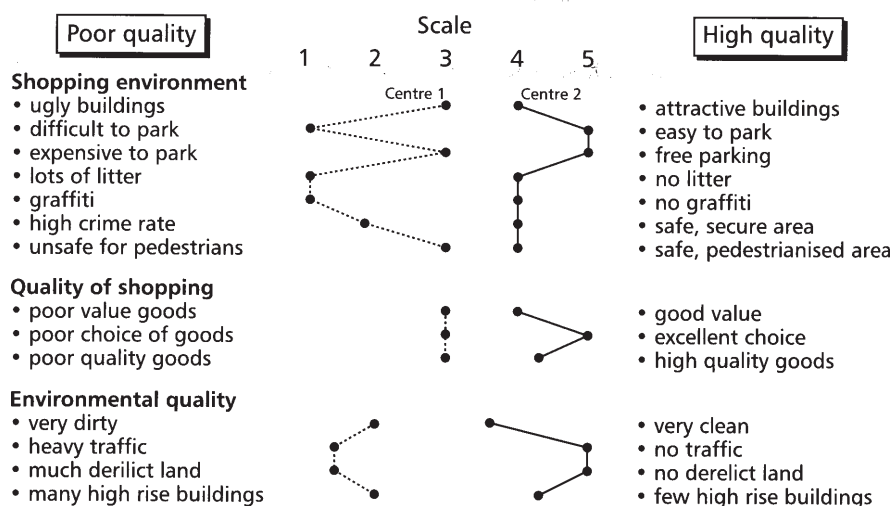 Poor quality Scale High quality
1 2 3 4 5
Shopping environment
Centre 1 Centre 2
• ugly buildings • attractive buildings
• difficult to park • easy to park
• expensive to park • free parking
• lots of litter • no litter
• graffiti • no graffiti
• high crime rate • safe, secure area
• unsafe for pedestrians • safe, pedestrianised area
Quality of shopping
• poor value goods • good value
• poor choice of goods • excellent choice
• poor quality goods • high quality goods
Environmental quality
• very dirty • very clean
• heavy traffic • no traffic
• much derilict land • no derelict land
• many high rise buildings • few high rise buildings